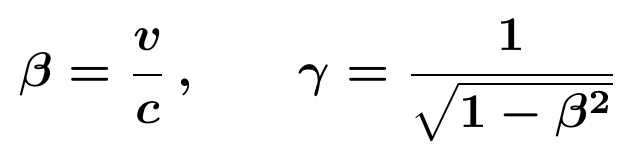 β = v/c ,    γ = 1/√(1 − β²)